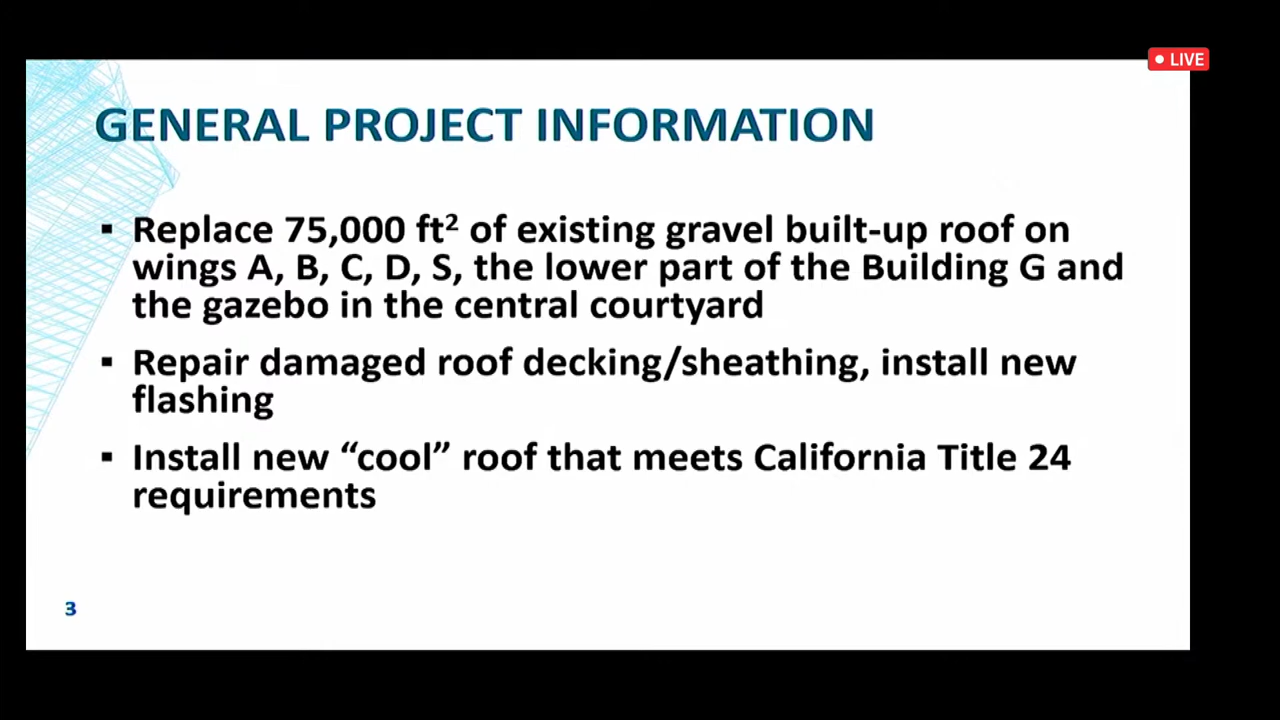 LIVE
GENERAL PROJECT INFORMATION
▪ Replace 75,000 ft² of existing gravel built-up roof on
wings A, B, C, D, S, the lower part of the Building G and
the gazebo in the central courtyard
▪ Repair damaged roof decking/sheathing, install new
flashing
▪ Install new “cool” roof that meets California Title 24
requirements
3